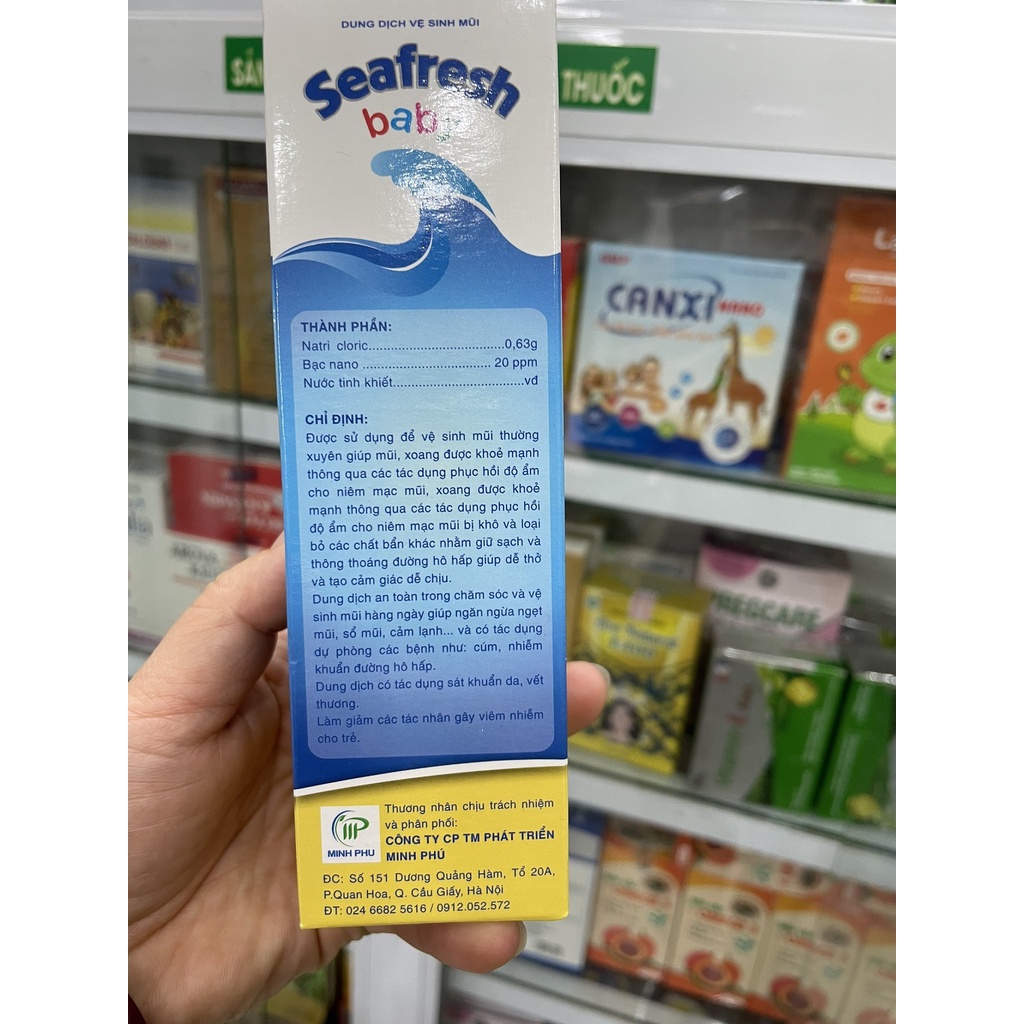 DUNG DỊCH VỆ SINH MŨI
Seafresh
baby
THUỐC
CANXI NANO
THÀNH PHẦN:
Natri cloric..................................0,63g
Bạc nano ................................ 20 ppm
Nước tinh khiết................................vđ
CHỈ ĐỊNH:
Được sử dụng để vệ sinh mũi thường
xuyên giúp mũi, xoang được khoẻ mạnh
thông qua các tác dụng phục hồi độ ẩm
cho niêm mạc mũi, xoang được khoẻ
mạnh thông qua các tác dụng phục hồi
độ ẩm cho niêm mạc mũi bị khô và loại
bỏ các chất bẩn khác nhằm giữ sạch và
thông thoáng đường hô hấp giúp dễ thở
và tạo cảm giác dễ chịu.
Dung dịch an toàn trong chăm sóc và vệ
sinh mũi hàng ngày giúp ngăn ngừa ngẹt
mũi, sổ mũi, cảm lạnh... và có tác dụng
dự phòng các bệnh như: cúm, nhiễm
khuẩn đường hô hấp.
Dung dịch có tác dụng sát khuẩn da, vết
thương.
Làm giảm các tác nhân gây viêm nhiễm
cho trẻ.
MINH PHU
Thương nhân chịu trách nhiệm
và phân phối:
CÔNG TY CP TM PHÁT TRIỂN
MINH PHÚ
ĐC: Số 151 Dương Quảng Hàm, Tổ 20A,
P.Quan Hoa, Q. Cầu Giấy, Hà Nội
ĐT: 024 6682 5616 / 0912.052.572